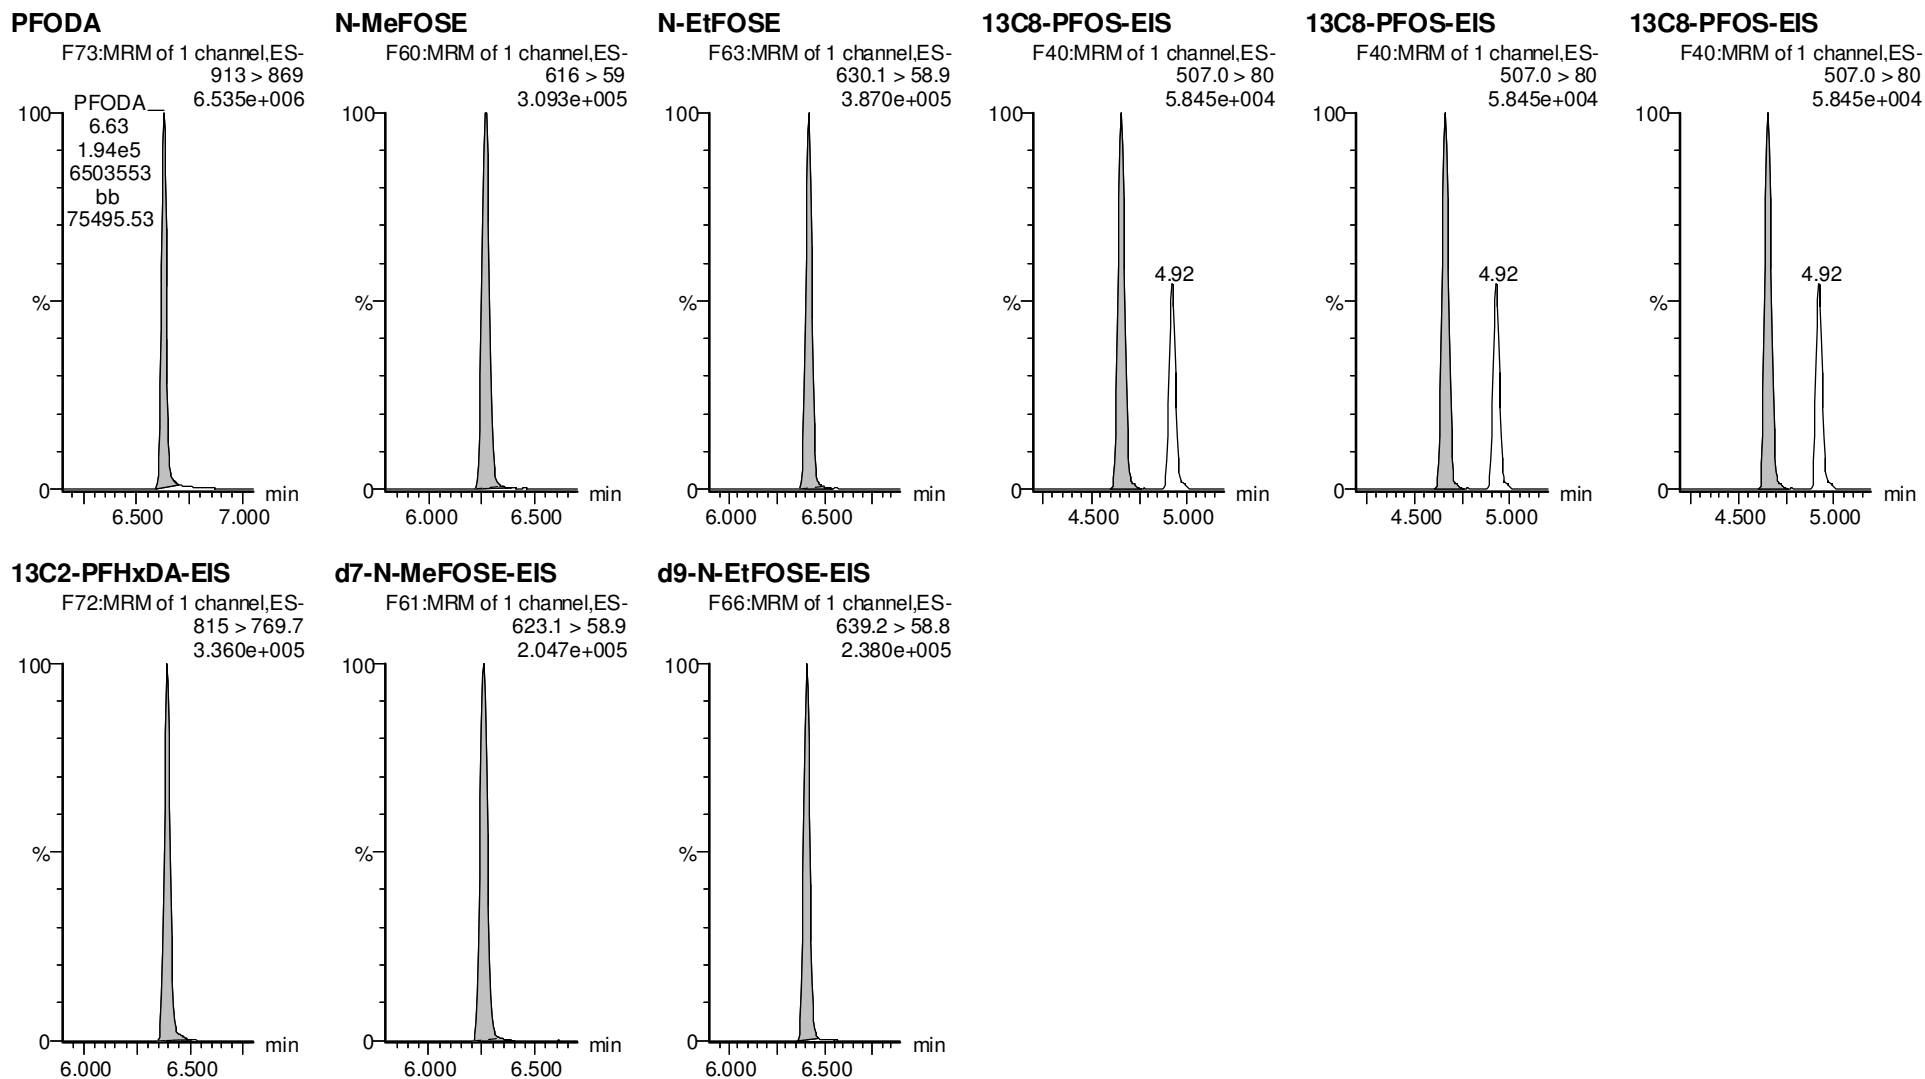 PFODA
F73:MRM of 1 channel,ES-
913 > 869
6.535e+006
PFODA
6.63
1.94e5
6503553
bb
75495.53
100
%
0
6.500
7.000
min
N-MeFOSE
F60:MRM of 1 channel,ES-
616 > 59
3.093e+005
100
%
0
6.000
6.500
min
N-EtFOSE
F63:MRM of 1 channel,ES-
630.1 > 58.9
3.870e+005
100
%
0
6.000
6.500
min
13C8-PFOS-EIS
F40:MRM of 1 channel,ES-
507.0 > 80
5.845e+004
100
4.92
%
0
4.500
5.000
min
13C8-PFOS-EIS
F40:MRM of 1 channel,ES-
507.0 > 80
5.845e+004
100
4.92
%
0
4.500
5.000
min
13C8-PFOS-EIS
F40:MRM of 1 channel,ES-
507.0 > 80
5.845e+004
100
4.92
%
0
4.500
5.000
min
13C2-PFHxDA-EIS
F72:MRM of 1 channel,ES-
815 > 769.7
3.360e+005
100
%
0
6.000
6.500
min
d7-N-MeFOSE-EIS
F61:MRM of 1 channel,ES-
623.1 > 58.9
2.047e+005
100
%
0
6.000
6.500
min
d9-N-EtFOSE-EIS
F66:MRM of 1 channel,ES-
639.2 > 58.8
2.380e+005
100
%
0
6.000
6.500
min